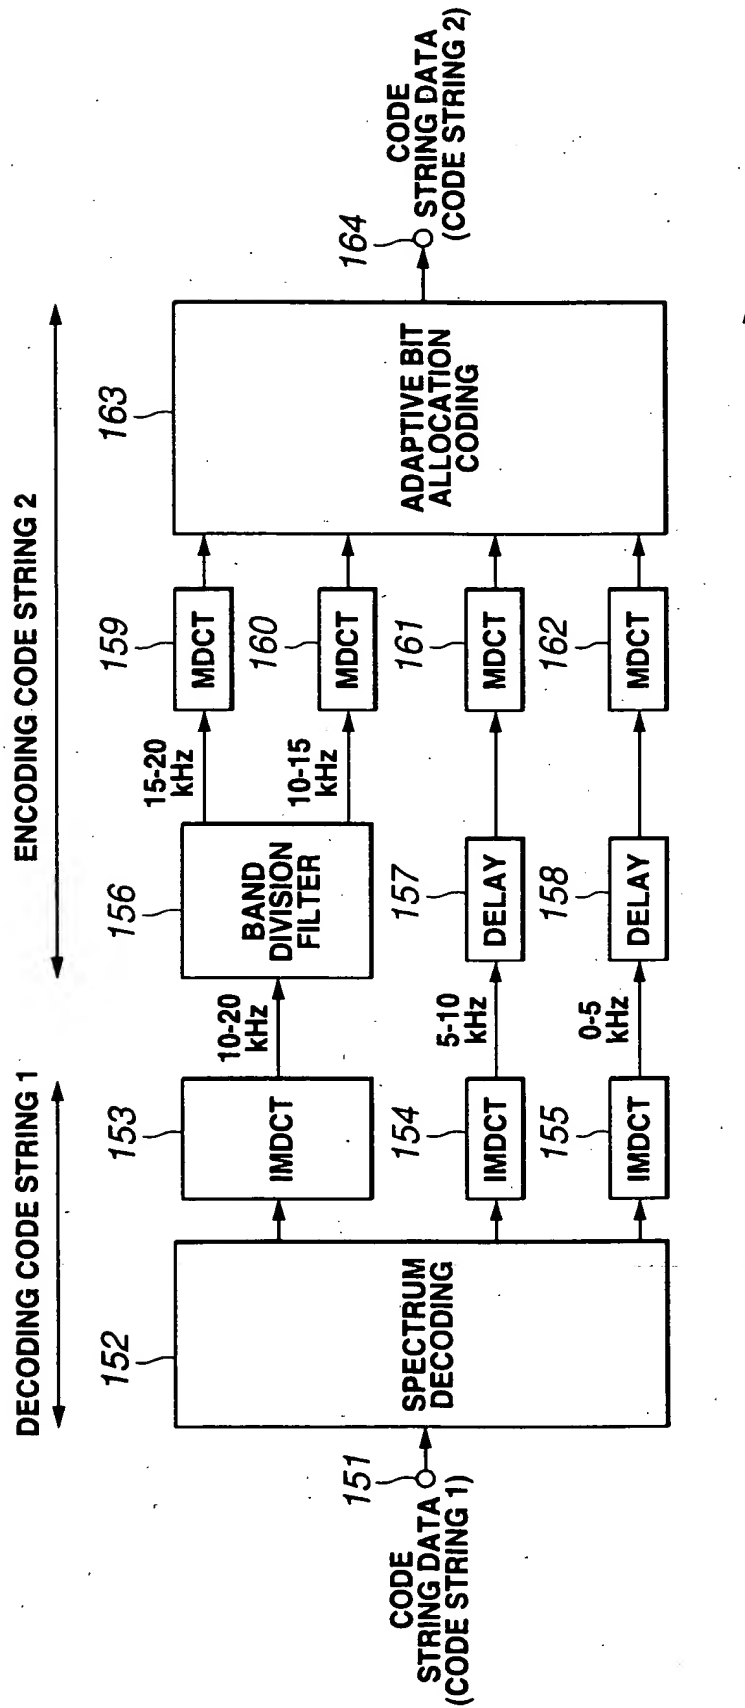 DECODING CODE STRING 1
ENCODING CODE STRING 2
151
CODE
STRING DATA
(CODE STRING 1)
152
SPECTRUM
DECODING
153
IMDCT
154
IMDCT
155
IMDCT
10-20
kHz
5-10
kHz
0-5
kHz
156
BAND
DIVISION
FILTER
157
DELAY
158
DELAY
15-20
kHz
10-15
kHz
159
MDCT
160
MDCT
161
MDCT
162
MDCT
163
ADAPTIVE BIT
ALLOCATION
CODING
164
CODE
STRING DATA
(CODE STRING 2)